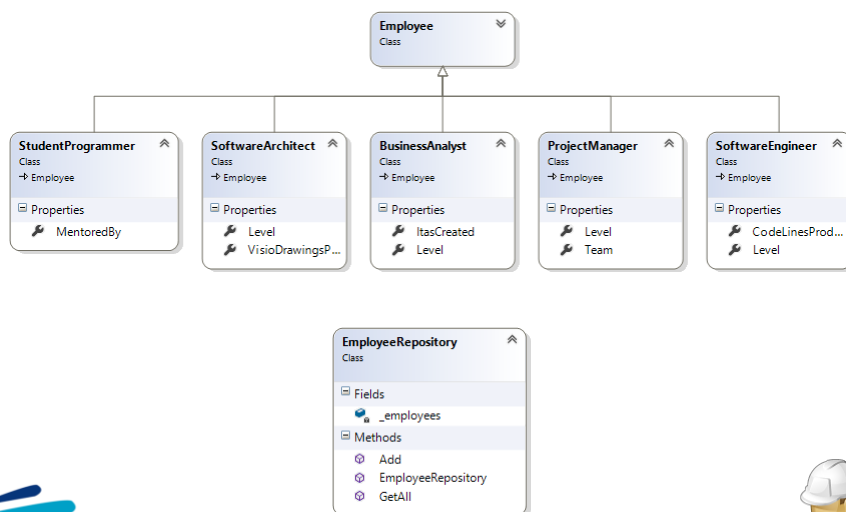 Employee
Class
StudentProgrammer
Class
Employee
Properties
MentoredBy
SoftwareArchitect
Class
Employee
Properties
Level
VisioDrawingsP...
BusinessAnalyst
Class
Employee
Properties
ItasCreated
Level
ProjectManager
Class
Employee
Properties
Level
Team
SoftwareEngineer
Class
Employee
Properties
CodeLinesProd...
Level
EmployeeRepository
Class
Fields
_employees
Methods
Add
EmployeeRepository
GetAll